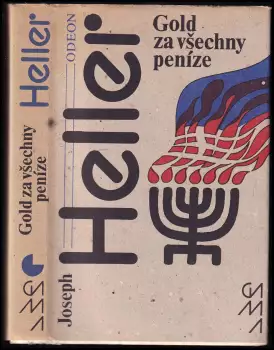 Heller
Gold za všechny
peníze
Joseph
Heller
ODEON
Gold
za všechny
peníze